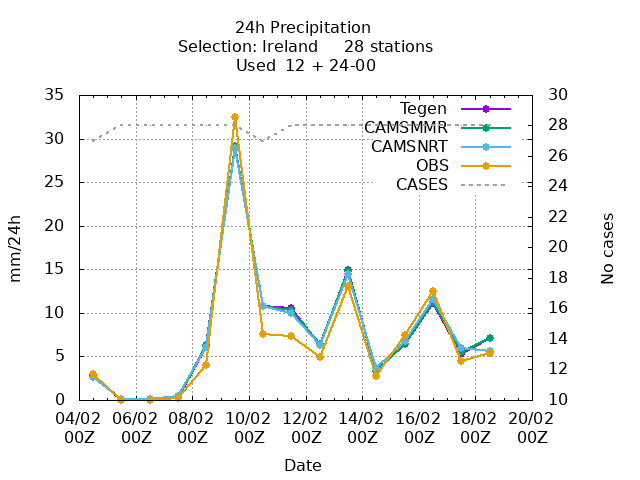 24h Precipitation
Selection: Ireland 28 stations
Used 12 + 24-00
35 30
30 28
25 26
20 24
15 22
10 20
5 18
0 16
14
12
10
Tegen
CAMSMMR
CAMSNRT
OBS
CASES
mm/24h
No cases
04/02 06/02 08/02 10/02 12/02 14/02 16/02 18/02 20/02
00Z 00Z 00Z 00Z 00Z 00Z 00Z 00Z 00Z
Date